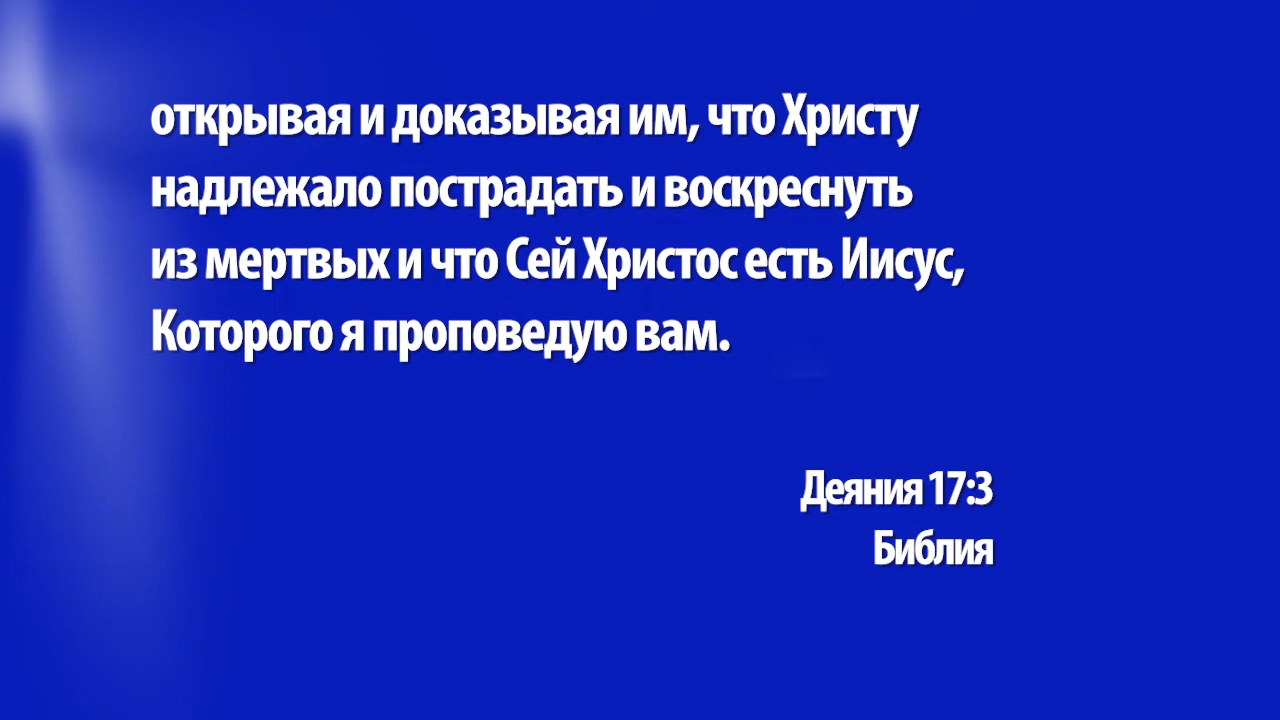 открывая и доказывая им, что Христу
надлежало пострадать и воскреснуть
из мертвых и что Сей Христос есть Иисус,
Которого я проповедую вам.
Деяния 17:3
Библия